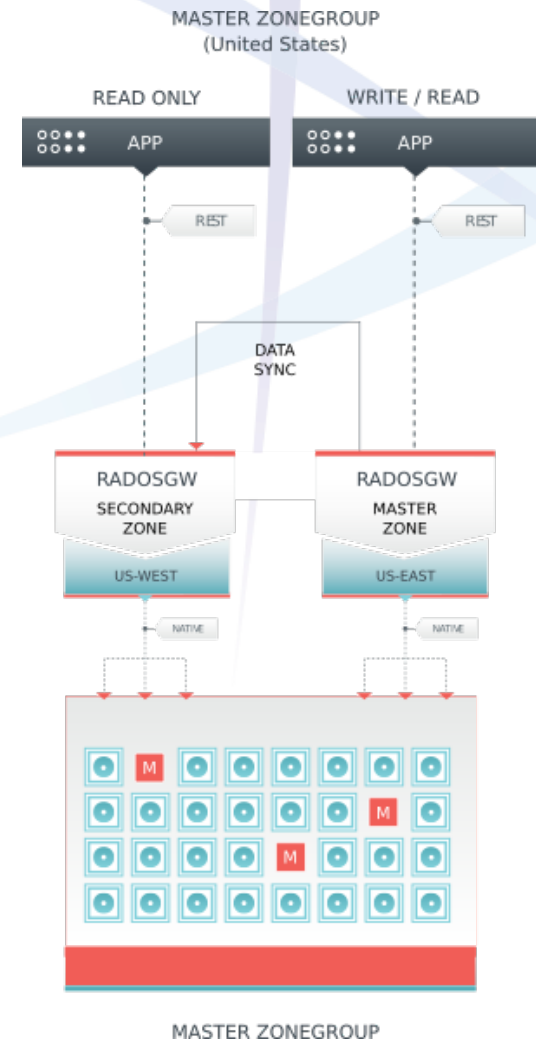 MASTER ZONEGROUP
(United States)
READ ONLY
WRITE / READ
APP
APP
REST
REST
DATA
SYNC
RADOSGW
SECONDARY
ZONE
US-WEST
RADOSGW
MASTER
ZONE
US-EAST
NATIVE
NATIVE
M
M
M
MASTER ZONEGROUP